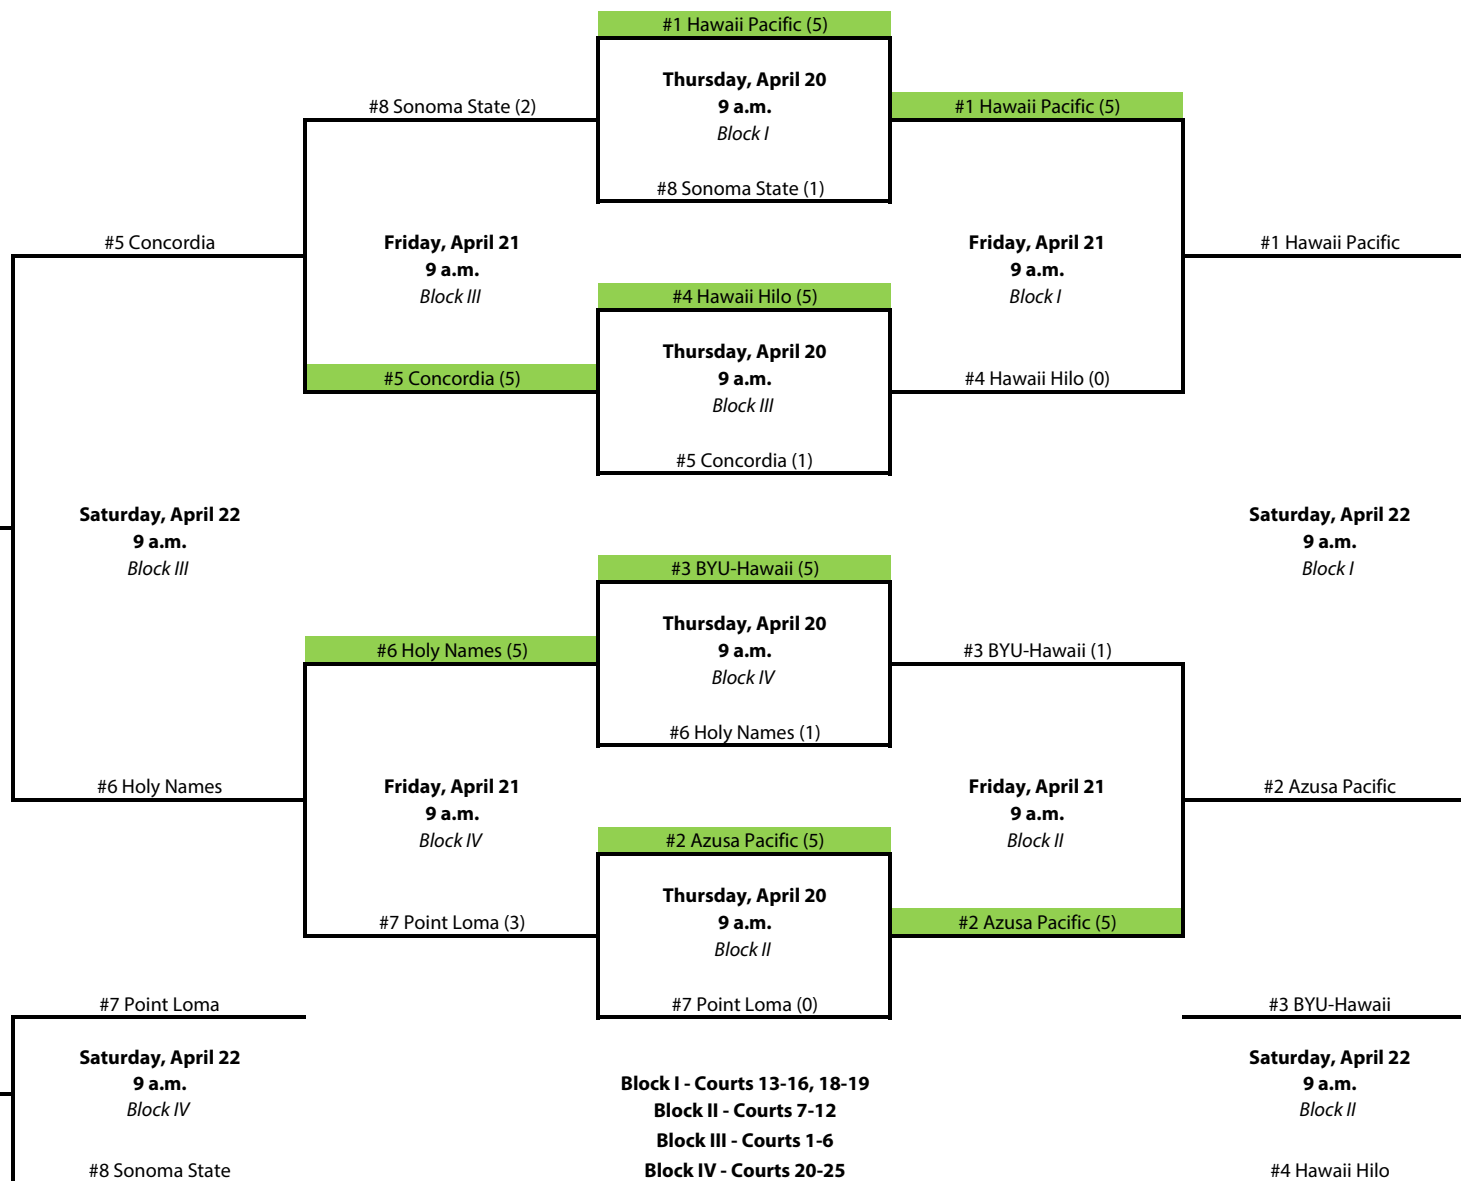 #1 Hawaii Pacific (5)
Thursday, April 20
9 a.m.
Block I
#8 Sonoma State (1)
#8 Sonoma State (2)
#1 Hawaii Pacific (5)
#5 Concordia
Friday, April 21
9 a.m.
Block III
Friday, April 21
9 a.m.
Block I
#1 Hawaii Pacific
#4 Hawaii Hilo (5)
Thursday, April 20
9 a.m.
Block III
#5 Concordia (1)
#5 Concordia (5)
#4 Hawaii Hilo (0)
Saturday, April 22
9 a.m.
Block III
Saturday, April 22
9 a.m.
Block I
#3 BYU-Hawaii (5)
Thursday, April 20
9 a.m.
Block IV
#6 Holy Names (1)
#6 Holy Names (5)
#3 BYU-Hawaii (1)
#6 Holy Names
Friday, April 21
9 a.m.
Block IV
Friday, April 21
9 a.m.
Block II
#2 Azusa Pacific
#2 Azusa Pacific (5)
Thursday, April 20
9 a.m.
Block II
#7 Point Loma (0)
#7 Point Loma (3)
#2 Azusa Pacific (5)
#7 Point Loma
Saturday, April 22
9 a.m.
Block IV
#8 Sonoma State
#3 BYU-Hawaii
Saturday, April 22
9 a.m.
Block II
#4 Hawaii Hilo
Block I - Courts 13-16, 18-19
Block II - Courts 7-12
Block III - Courts 1-6
Block IV - Courts 20-25